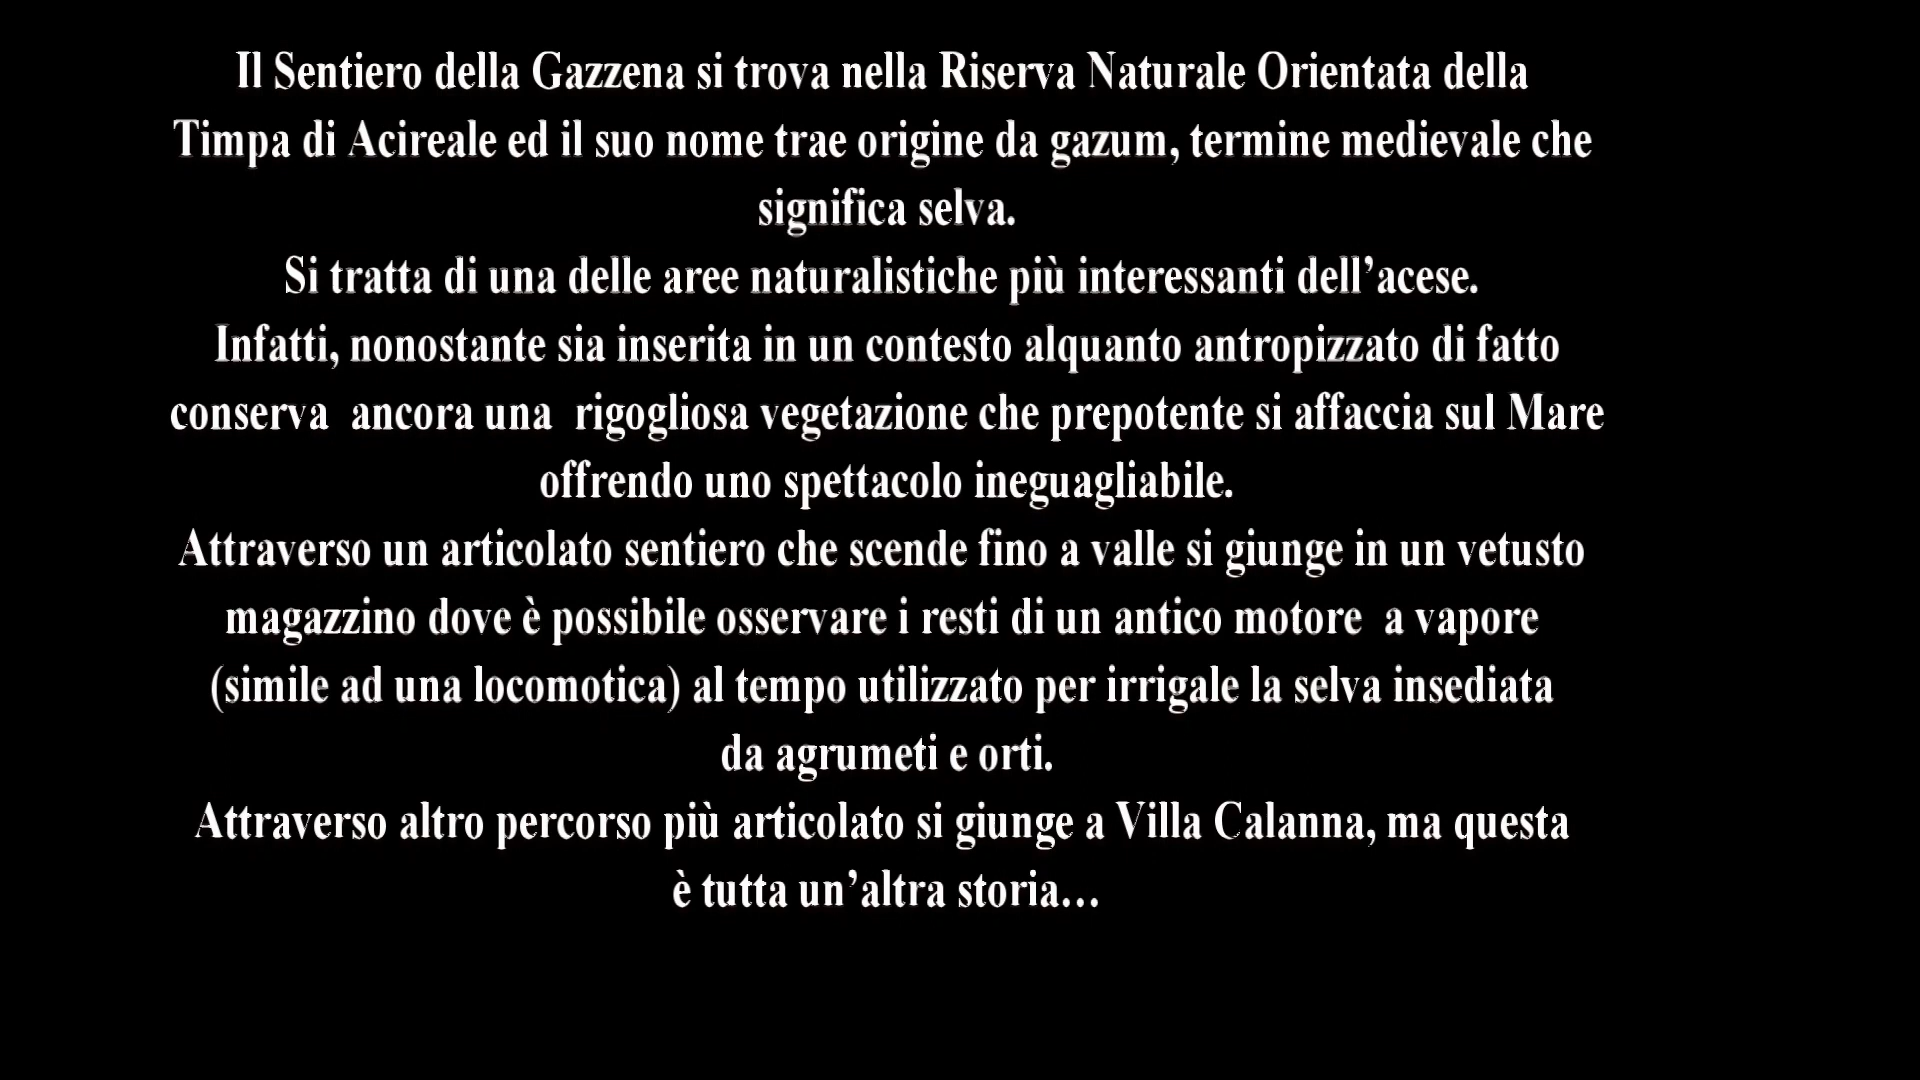 Il Sentiero della Gazzena si trova nella Riserva Naturale Orientata della
Timpa di Acireale ed il suo nome trae origine da gazum, termine medievale che
significa selva.
Si tratta di una delle aree naturalistiche più interessanti dell’acese.
Infatti, nonostante sia inserita in un contesto alquanto antropizzato di fatto
conserva  ancora una  rigogliosa vegetazione che prepotente si affaccia sul Mare
offrendo uno spettacolo ineguagliabile.
Attraverso un articolato sentiero che scende fino a valle si giunge in un vetusto
magazzino dove è possibile osservare i resti di un antico motore  a vapore
(simile ad una locomotica) al tempo utilizzato per irrigale la selva insediata
da agrumeti e orti.
Attraverso altro percorso più articolato si giunge a Villa Calanna, ma questa
è tutta un’altra storia…